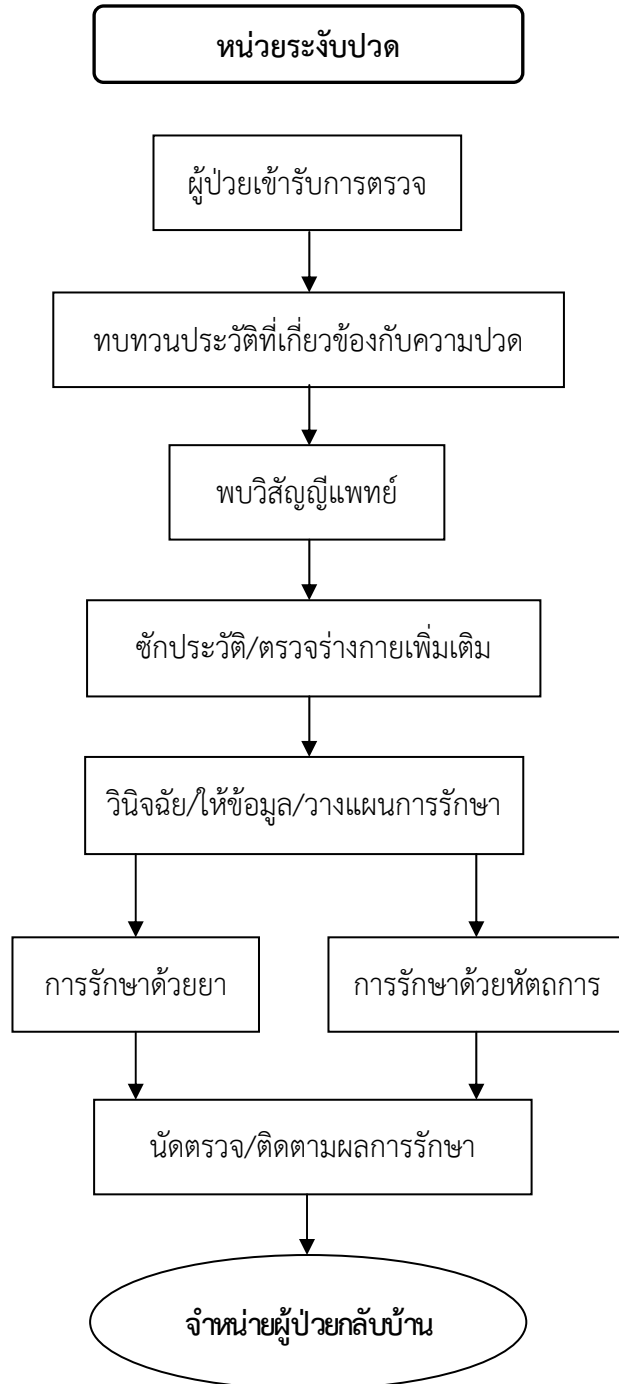 หน่วยระงับปวด
ผู้ป่วยเข้ารับการตรวจ
ทบทวนประวัติที่เกี่ยวข้องกับความปวด
พบวิสัญญีแพทย์
ซักประวัติ/ตรวจร่างกายเพิ่มเติม
วินิจฉัย/ให้ข้อมูล/วางแผนการรักษา
การรักษาด้วยยา
การรักษาด้วยหัตถการ
นัดตรวจ/ติดตามผลการรักษา
จำหน่ายผู้ป่วยกลับบ้าน